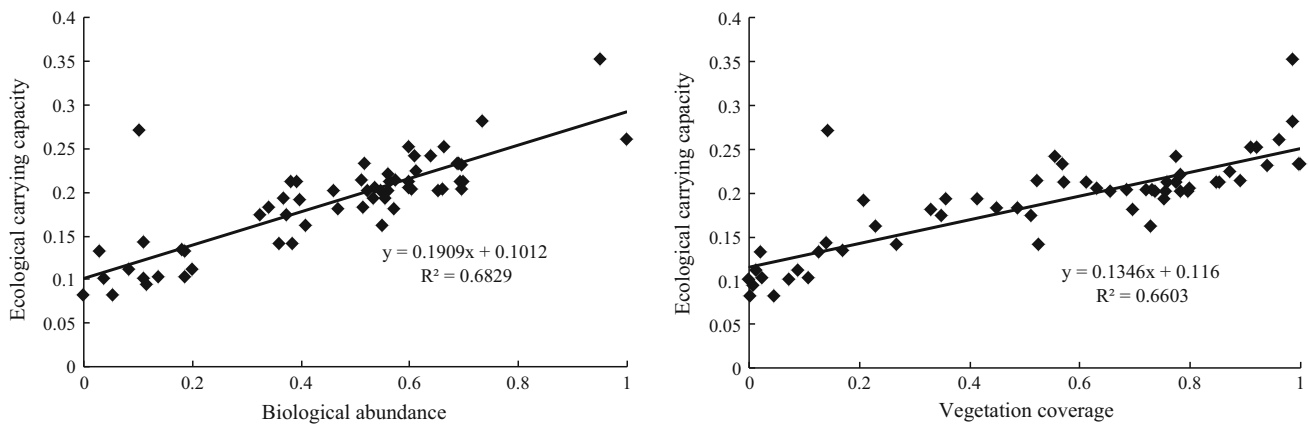 0.4
0.35
0.3
0.25
0.2
0.15
0.1
0.05
0
0 0.2 0.4 0.6 0.8 1
Ecological carrying capacity
Biological abundance
y = 0.1909x + 0.1012
R² = 0.6829
0.4
0.35
0.3
0.25
0.2
0.15
0.1
0.05
0
0 0.2 0.4 0.6 0.8 1
Ecological carrying capacity
Vegetation coverage
y = 0.1346x + 0.116
R² = 0.6603